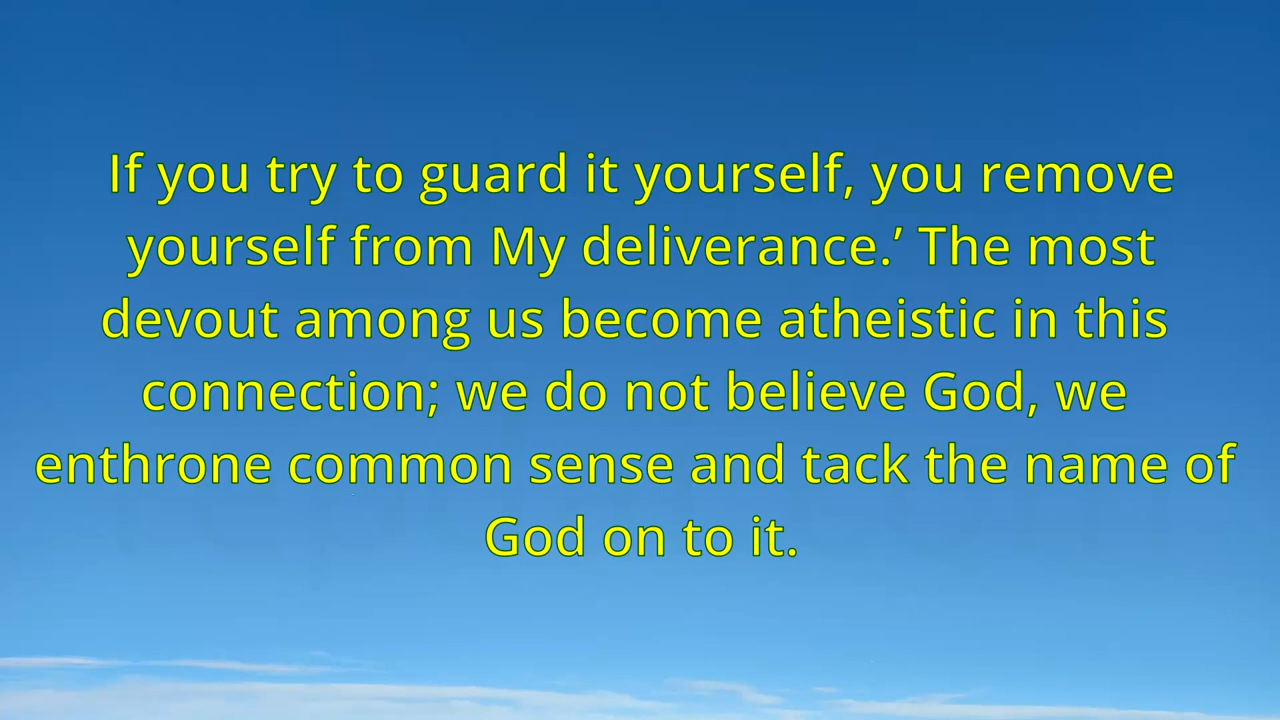 If you try to guard it yourself, you remove
yourself from My deliverance.’ The most
devout among us become atheistic in this
connection; we do not believe God, we
enthrone common sense and tack the name of
God on to it.